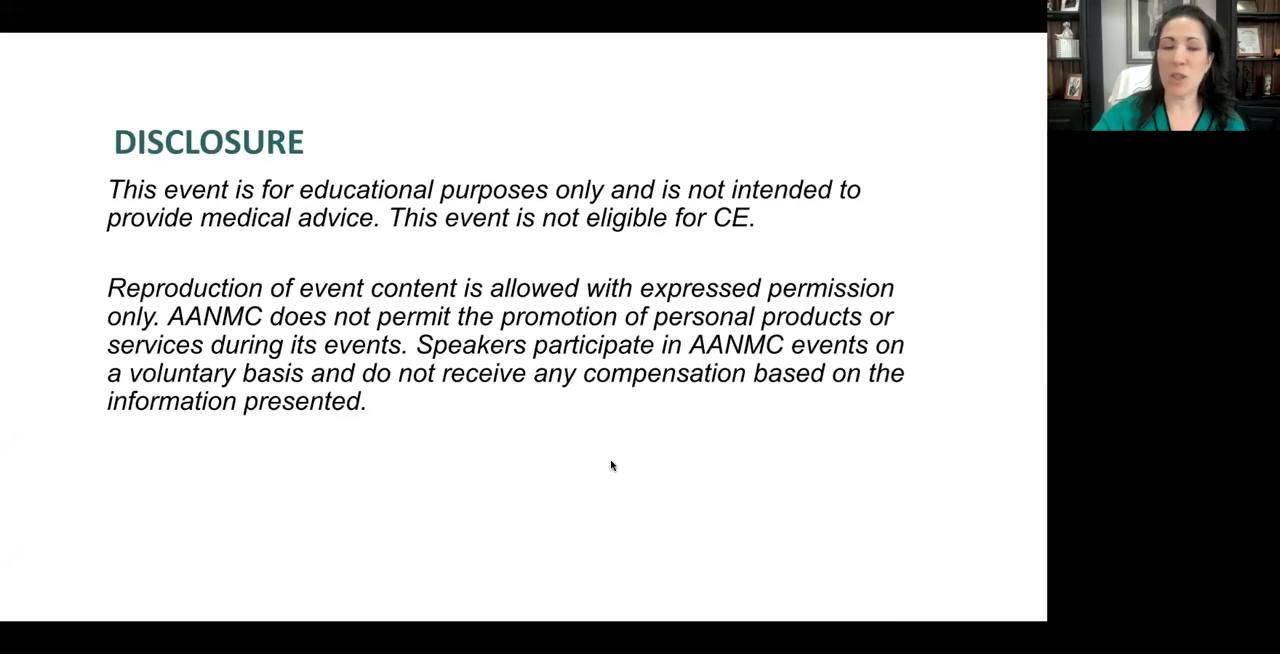 DISCLOSURE
This event is for educational purposes only and is not intended to
provide medical advice. This event is not eligible for CE.
Reproduction of event content is allowed with expressed permission
only. AANMC does not permit the promotion of personal products or
services during its events. Speakers participate in AANMC events on
a voluntary basis and do not receive any compensation based on the
information presented.